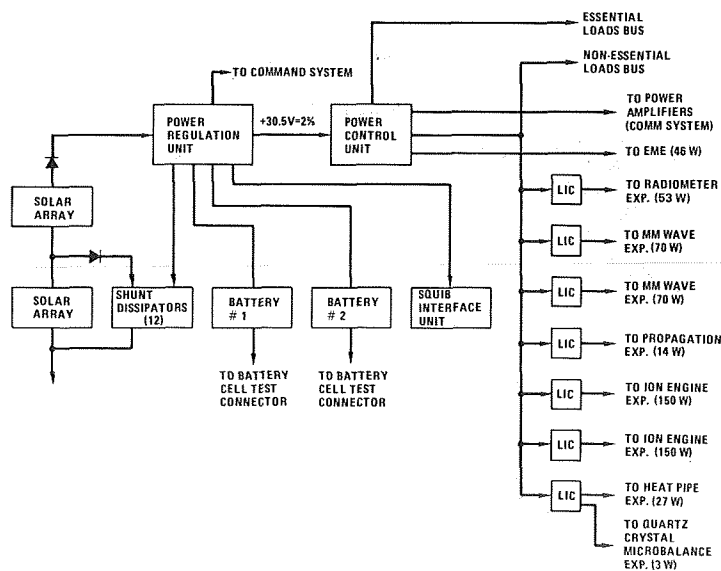 ESSENTIAL
LOADS BUS
NON-ESSENTIAL
LOADS BUS
TO COMMAND SYSTEM
POWER
REGULATION
UNIT
+30.5V=2%
POWER
CONTROL
UNIT
TO POWER
AMPLIFIERS
(COMM SYSTEM)
TO EME (46 W)
SOLAR
ARRAY
LIC
TO RADIOMETER
EXP. (53 W)
LIC
TO MM WAVE
EXP. (70 W)
SOLAR
ARRAY
SHUNT
DISSIPATORS
(12)
BATTERY
# 1
BATTERY
# 2
SQUIB
INTERFACE
UNIT
LIC
TO MM WAVE
EXP. (70 W)
LIC
TO PROPAGATION
EXP. (14 W)
TO BATTERY
CELL TEST
CONNECTOR
TO BATTERY
CELL TEST
CONNECTOR
LIC
TO ION ENGINE
EXP. (150 W)
LIC
TO ION ENGINE
EXP. (150 W)
LIC
TO HEAT PIPE
EXP. (27 W)
TO QUARTZ
CRYSTAL
MICROBALANCE
EXP. (3 W)